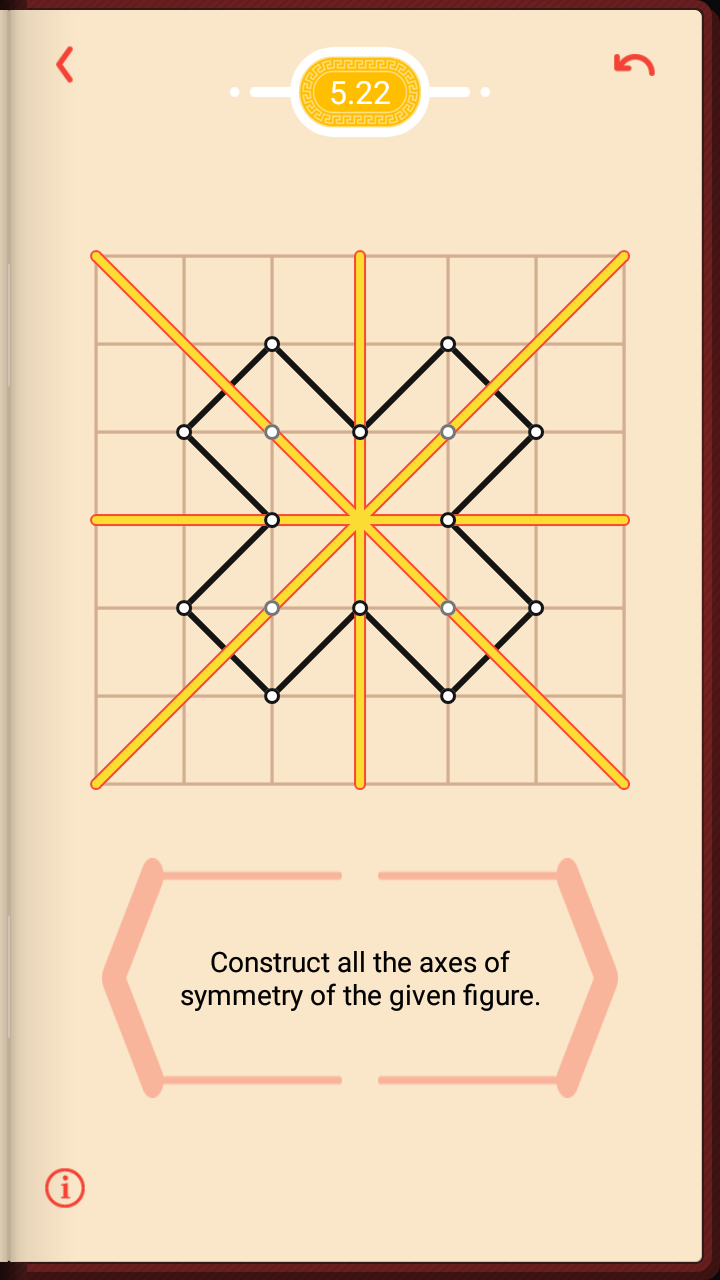 5.22
Construct all the axes of
symmetry of the given figure.